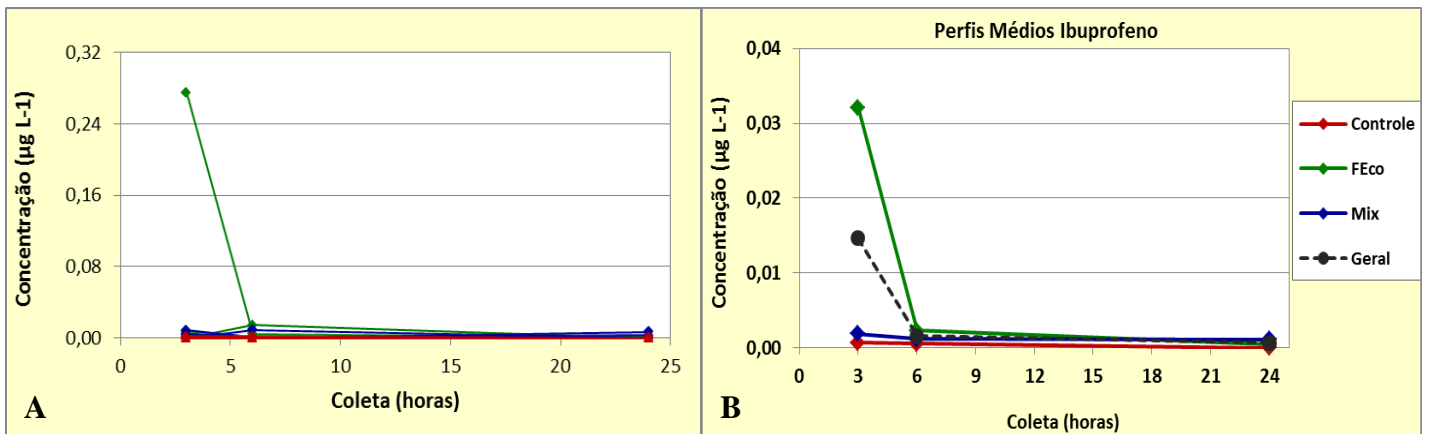 0,32
0,24
0,16
0,08
0,00
0 5 10 15 20 25
Concentração (µg L-1)
Coleta (horas)
A
Perfis Médios Ibuprofeno
0,04
0,03
0,02
0,01
0,00
0 3 6 9 12 15 18 21 24
Concentração (µg L-1)
Coleta (horas)
B
Controle
FEco
Mix
Geral